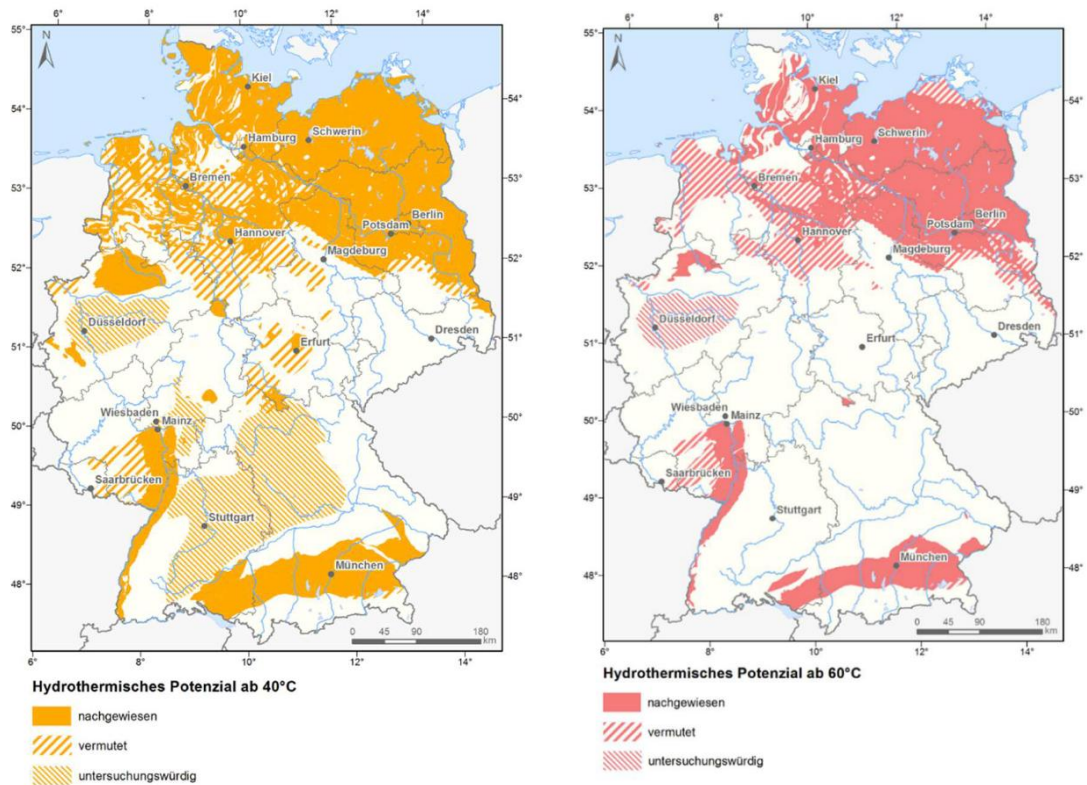 6° 8° 10° 12° 14°
55°
N
Kiel
54° 54°
Hamburg
Schwerin
Bremen
53° 53°
Berlin
Potsdam
Hannover
Magdeburg
52° 52°
Düsseldorf
Dresden
51° 51°
Erfurt
Wiesbaden
Mainz
50° 50°
Saarbrücken
49° 49°
Stuttgart
München
48° 48°
0 45 90 180
km
6° 8° 10° 12° 14°
Hydrothermisches Potenzial ab 40°C
nachgewiesen
vermutet
untersuchungswürdig
6° 8° 10° 12° 14°
55°
N
Kiel
54° 54°
Schwerin
Hamburg
Bremen
53° 53°
Berlin
Potsdam
Hannover
Magdeburg
52° 52°
Düsseldorf
Dresden
51° 51°
Erfurt
Wiesbaden
Mainz
50° 50°
Saarbrücken
49° 49°
Stuttgart
München
48° 48°
0 45 90 180
km
6° 8° 10° 12° 14°
Hydrothermisches Potenzial ab 60°C
nachgewiesen
vermutet
untersuchungswürdig